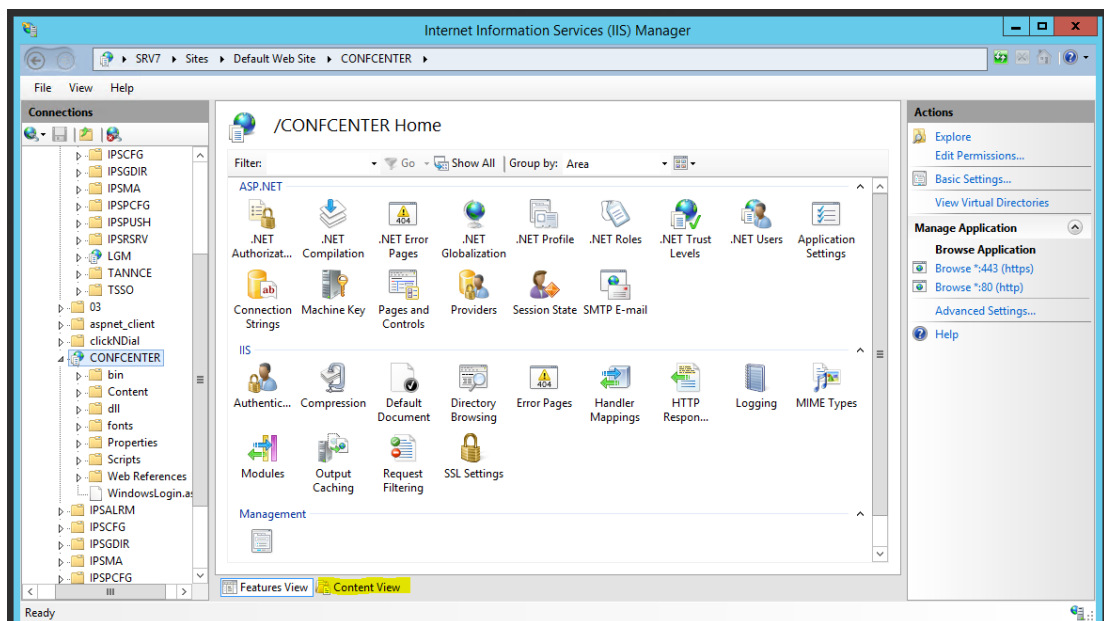 Internet Information Services (IIS) Manager
SRV7 Sites Default Web Site CONFCENTER
File View Help
Connections
IPSCFG
IPSGDIR
IPSMA
IPSPCFG
IPSPUSH
IPSRSRV
LGM
TANNCE
TSSO
03
aspnet_client
clickNDial
CONFCENTER
bin
Content
dll
fonts
Properties
Scripts
Web References
WindowsLogin.as
IPSALRM
IPSCFG
IPSGDIR
IPSMA
IPSPCFG
/CONFCENTER Home
Filter: Go Show All Group by: Area
ASP.NET
.NET Authorizat...
.NET Compilation
.NET Error Pages
.NET Globalization
.NET Profile
.NET Roles
.NET Trust Levels
.NET Users
Application Settings
Connection Strings
Machine Key
Pages and Controls
Providers
Session State
SMTP E-mail
IIS
Authentic...
Compression
Default Document
Directory Browsing
Error Pages
Handler Mappings
HTTP Respon...
Logging
MIME Types
Modules
Output Caching
Request Filtering
SSL Settings
Management
Features View Content View
Actions
Explore
Edit Permissions...
Basic Settings...
View Virtual Directories
Manage Application
Browse Application
Browse *:443 (https)
Browse *:80 (http)
Advanced Settings...
Help
Ready